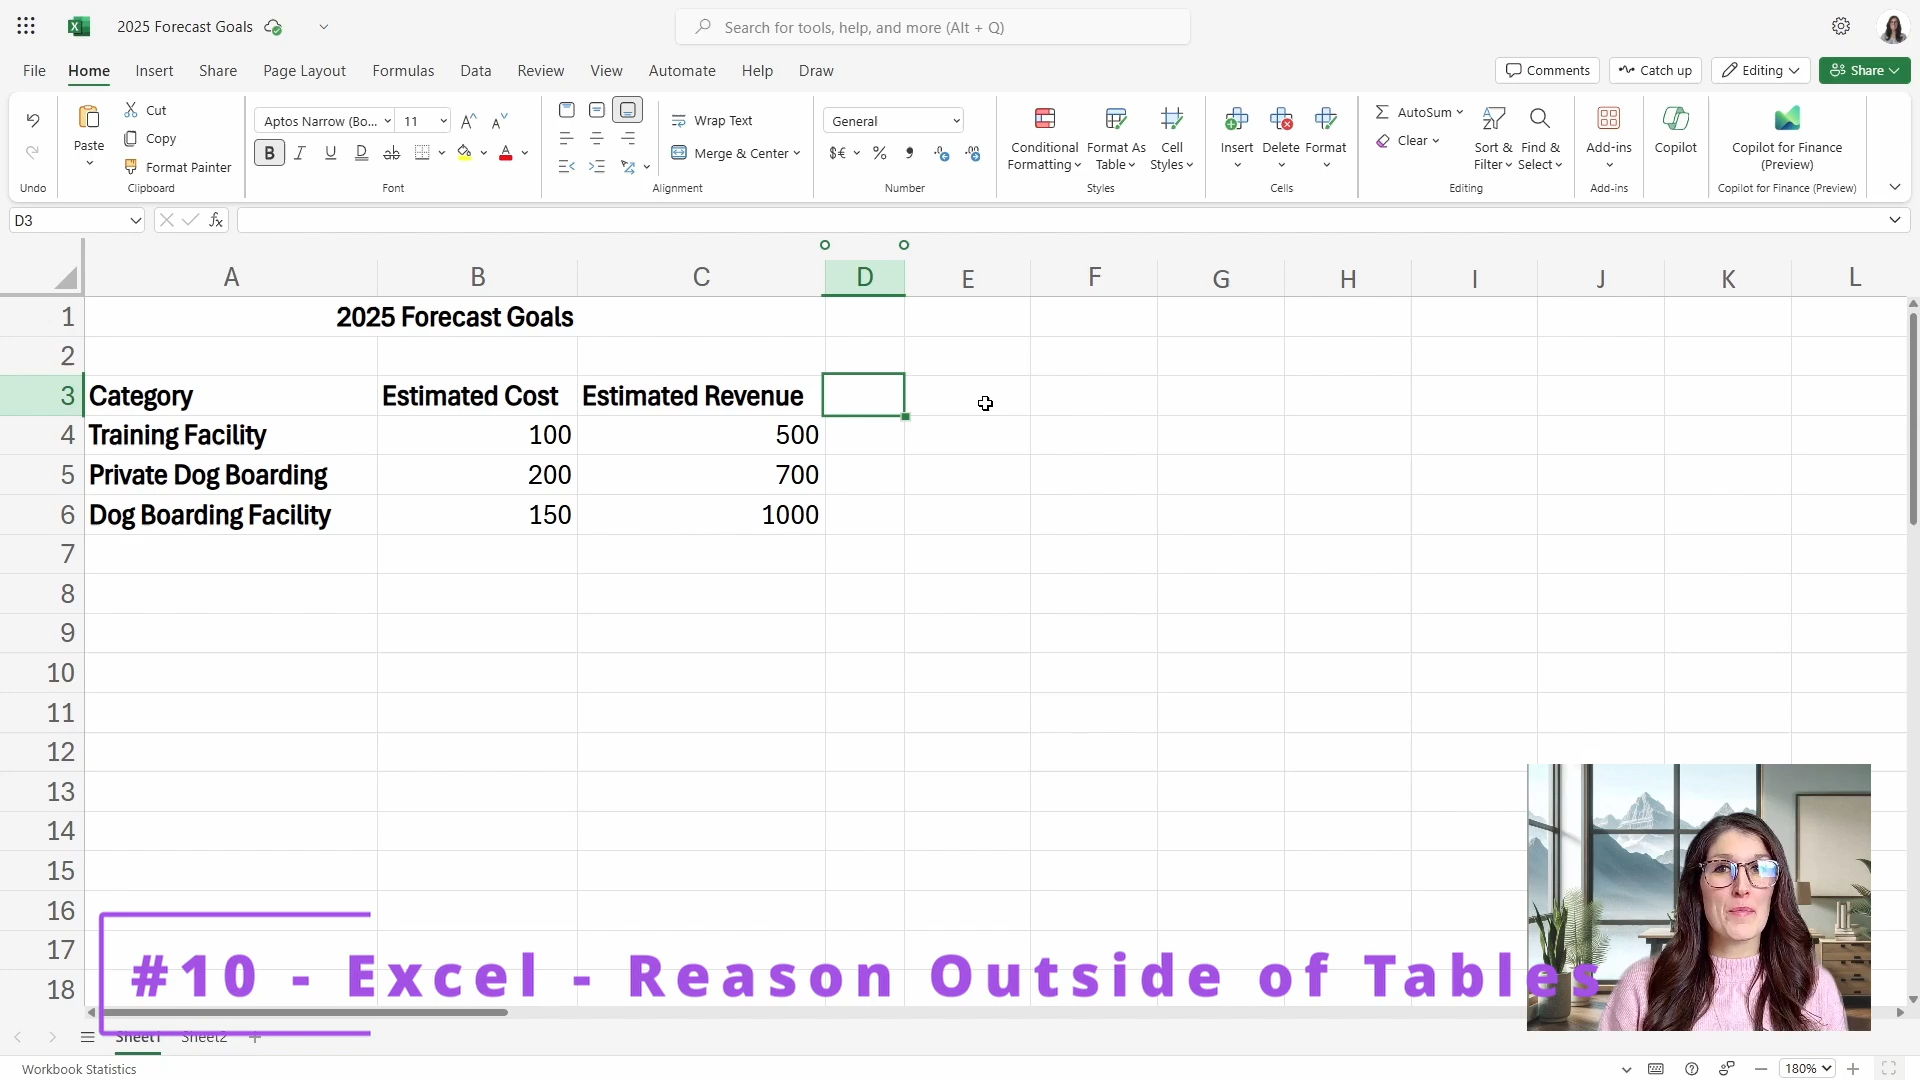 2025 Forecast Goals
Search for tools, help, and more (Alt + Q)
File Home Insert Share Page Layout Formulas Data Review View Automate Help Draw
Comments Catch up Editing Share
Paste
Cut
Copy
Format Painter
Aptos Narrow (Bo... 11
B I U D ab
A
Wrap Text
Merge & Center
General
$€ % 9
Conditional Formatting
Format As Table
Cell Styles
Insert Delete Format
AutoSum
Clear
Sort & Filter
Find & Select
Add-ins
Copilot
Copilot for Finance (Preview)
Undo Clipboard Font Alignment Number Styles Cells Editing Add-ins Copilot for Finance (Preview)
D3 fx
A B C D E F G H I J K L
1 2025 Forecast Goals
2
3 Category Estimated Cost Estimated Revenue
4 Training Facility 100 500
5 Private Dog Boarding 200 700
6 Dog Boarding Facility 150 1000
7
8
9
10
11
12
13
14
15
16
17
18
#10 - Excel - Reason Outside of Tables
Sheet1 Sheet2
Workbook Statistics 180%